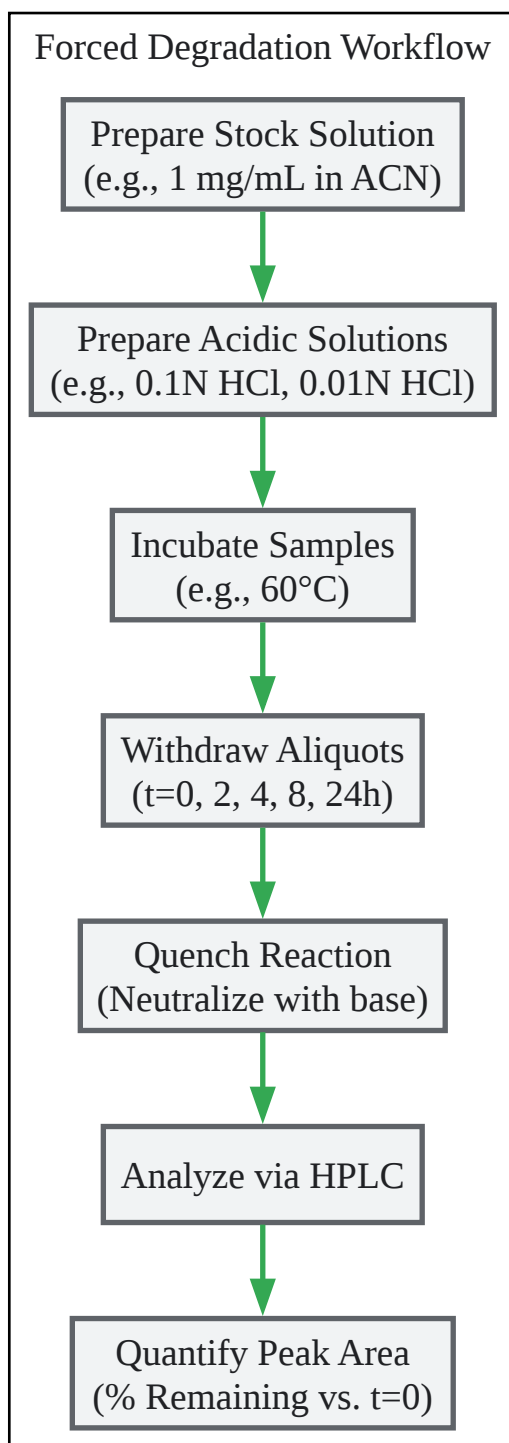 Forced Degradation Workflow
Prepare Stock Solution
(e.g., 1 mg/mL in ACN)
Prepare Acidic Solutions
(e.g., 0.1N HCl, 0.01N HCl)
Incubate Samples
(e.g., 60°C)
Withdraw Aliquots
(t=0, 2, 4, 8, 24h)
Quench Reaction
(Neutralize with base)
Analyze via HPLC
Quantify Peak Area
(% Remaining vs. t=0)